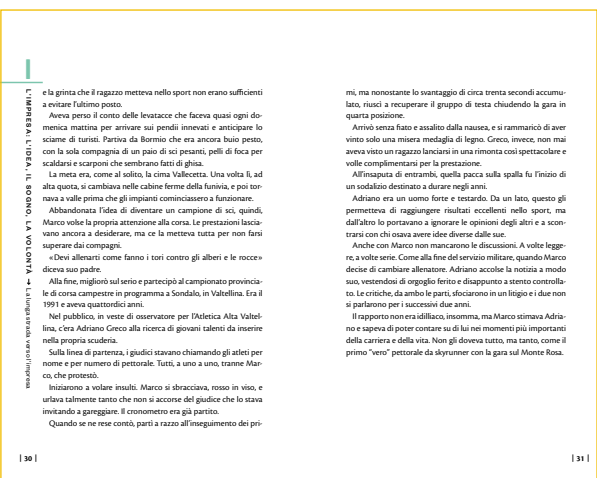 L'IMPRESA: L'IDEA, IL SOGNO, LA VOLONTÀ → La lunga strada verso l'impresa
e la grinta che il ragazzo metteva nello sport non erano sufficienti
a evitare l'ultimo posto.
Aveva perso il conto delle levatacce che faceva quasi ogni do-
menica mattina per arrivare sui pendii innevati e anticipare lo
sciame di turisti. Partiva da Bormio che era ancora buio pesto,
con la sola compagnia di un paio di sci pesanti, pelli di foca per
scaldarsi e scarponi che sembrano fatti di ghisa.
La meta era, come al solito, la cima Vallecetta. Una volta lì, ad
alta quota, si cambiava nelle cabine ferme della funivia, e poi tor-
nava a valle prima che gli impianti cominciassero a funzionare.
Abbandonata l'idea di diventare un campione di sci, quindi,
Marco volse la propria attenzione alla corsa. Le prestazioni lascia-
vano ancora a desiderare, ma ce la metteva tutta per non farsi
superare dai compagni.
«Devi allenarti come fanno i tori contro gli alberi e le rocce»
diceva suo padre.
Alla fine, migliorò sul serio e partecipò al campionato provincia-
le di corsa campestre in programma a Sondalo, in Valtellina. Era il
1991 e aveva quattordici anni.
Nel pubblico, in veste di osservatore per l'Atletica Alta Valtel-
lina, c'era Adriano Greco alla ricerca di giovani talenti da inserire
nella propria scuderia.
Sulla linea di partenza, i giudici stavano chiamando gli atleti per
nome e per numero di pettorale. Tutti, a uno a uno, tranne Mar-
co, che protestò.
Iniziarono a volare insulti. Marco si sbracciava, rosso in viso, e
urlava talmente tanto che non si accorse del giudice che lo stava
invitando a gareggiare. Il cronometro era già partito.
Quando se ne rese contò, partì a razzo all'inseguimento dei pri-
| 30 |
mi, ma nonostante lo svantaggio di circa trenta secondi accumu-
lato, riuscì a recuperare il gruppo di testa chiudendo la gara in
quarta posizione.
Arrivò senza fiato e assalito dalla nausea, e si rammaricò di aver
vinto solo una misera medaglia di legno. Greco, invece, non mai
aveva visto un ragazzo lanciarsi in una rimonta così spettacolare e
volle complimentarsi per la prestazione.
All'insaputa di entrambi, quella pacca sulla spalla fu l'inizio di
un sodalizio destinato a durare negli anni.
Adriano era un uomo forte e testardo. Da un lato, questo gli
permetteva di raggiungere risultati eccellenti nello sport, ma
dall'altro lo portavano a ignorare le opinioni degli altri e a scon-
trarsi con chi osava avere idee diverse dalle sue.
Anche con Marco non mancarono le discussioni. A volte legge-
re, a volte serie. Come alla fine del servizio militare, quando Marco
decise di cambiare allenatore. Adriano accolse la notizia a modo
suo, vestendosi di orgoglio ferito e disappunto a stento controlla-
to. Le critiche, da ambo le parti, sfociarono in un litigio e i due non
si parlarono per i successivi due anni.
Il rapporto non era idilliaco, insomma, ma Marco stimava Adria-
no e sapeva di poter contare su di lui nei momenti più importanti
della carriera e della vita. Non gli doveva tutto, ma tanto, come il
primo "vero" pettorale da skyrunner con la gara sul Monte Rosa.
| 31 |